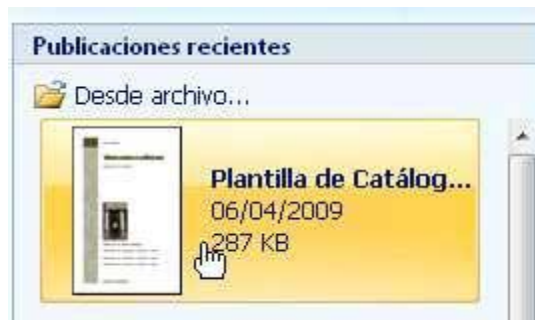 Publicaciones recientes
Desde archivo...
Plantilla de Catálog...
06/04/2009
287 KB